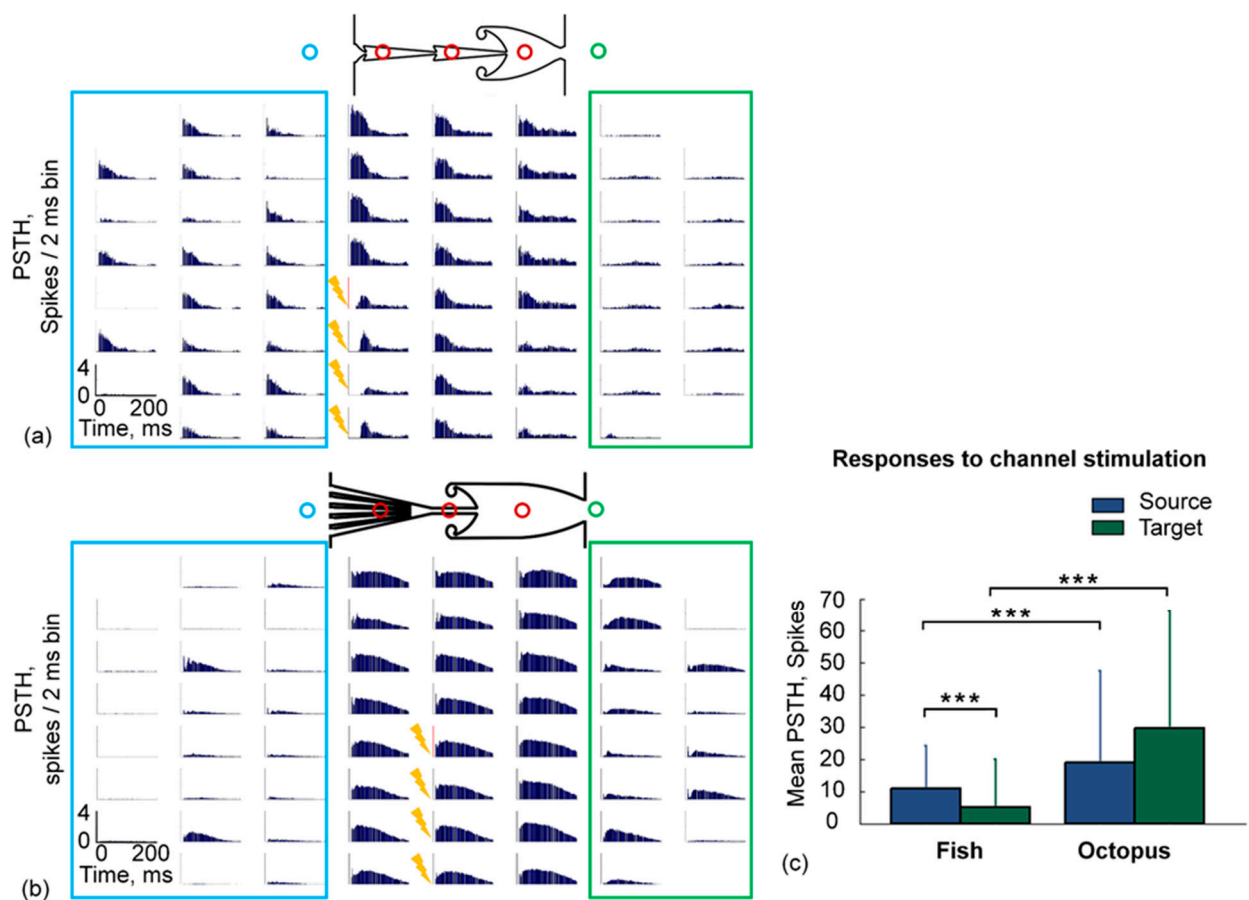 (a)
PSTH,
Spikes / 2 ms bin
4
0
0 200
Time, ms
(b)
PSTH,
spikes / 2 ms bin
4
0
0 200
Time, ms
Responses to channel stimulation
Source
Target
Mean PSTH, Spikes
70
60
50
40
30
20
10
0
***
***
***
Fish Octopus
(c)